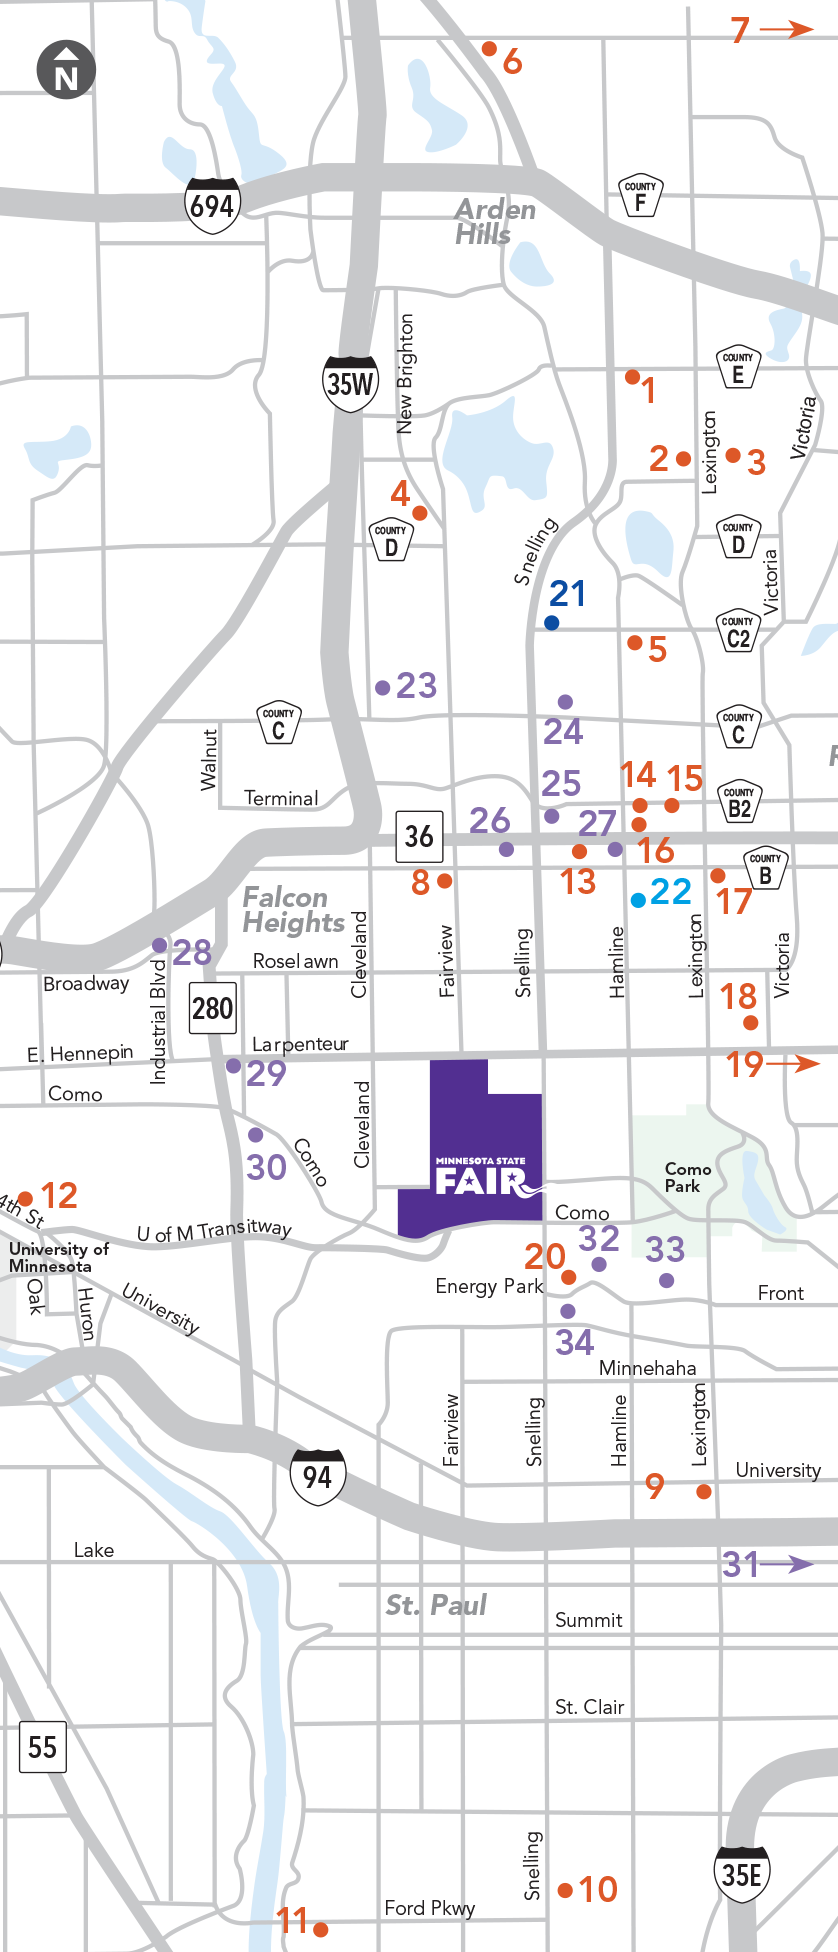 7
6
N
COUNTY
F
694
Arden
Hills
New Brighton
COUNTY
E
35W
1
Victoria
Lexington
2
3
4
COUNTY
D
COUNTY
D
Snelling
Victoria
21
COUNTY
C2
5
23
COUNTY
C
24
COUNTY
C
Walnut
R
14
15
25
COUNTY
B2
Terminal
26
27
36
16
COUNTY
B
8
13
22
17
Falcon
Heights
Cleveland
Fairview
Snelling
Hamline
Lexington
Victoria
28
Roselawn
Broadway
Industrial Blvd
280
18
Larpenteur
E. Hennepin
19
29
Como
Cleveland
30
Como
MINNESOTA STATE
FAIR
Como
Park
12
4th St
Como
U of M Transitway
32
33
University of
Minnesota
20
Energy Park
Oak
Huron
University
Front
34
Minnehaha
Fairview
Snelling
Hamline
Lexington
94
9
University
Lake
31
St. Paul
Summit
St. Clair
55
Snelling
35E
10
Ford Pkwy
11